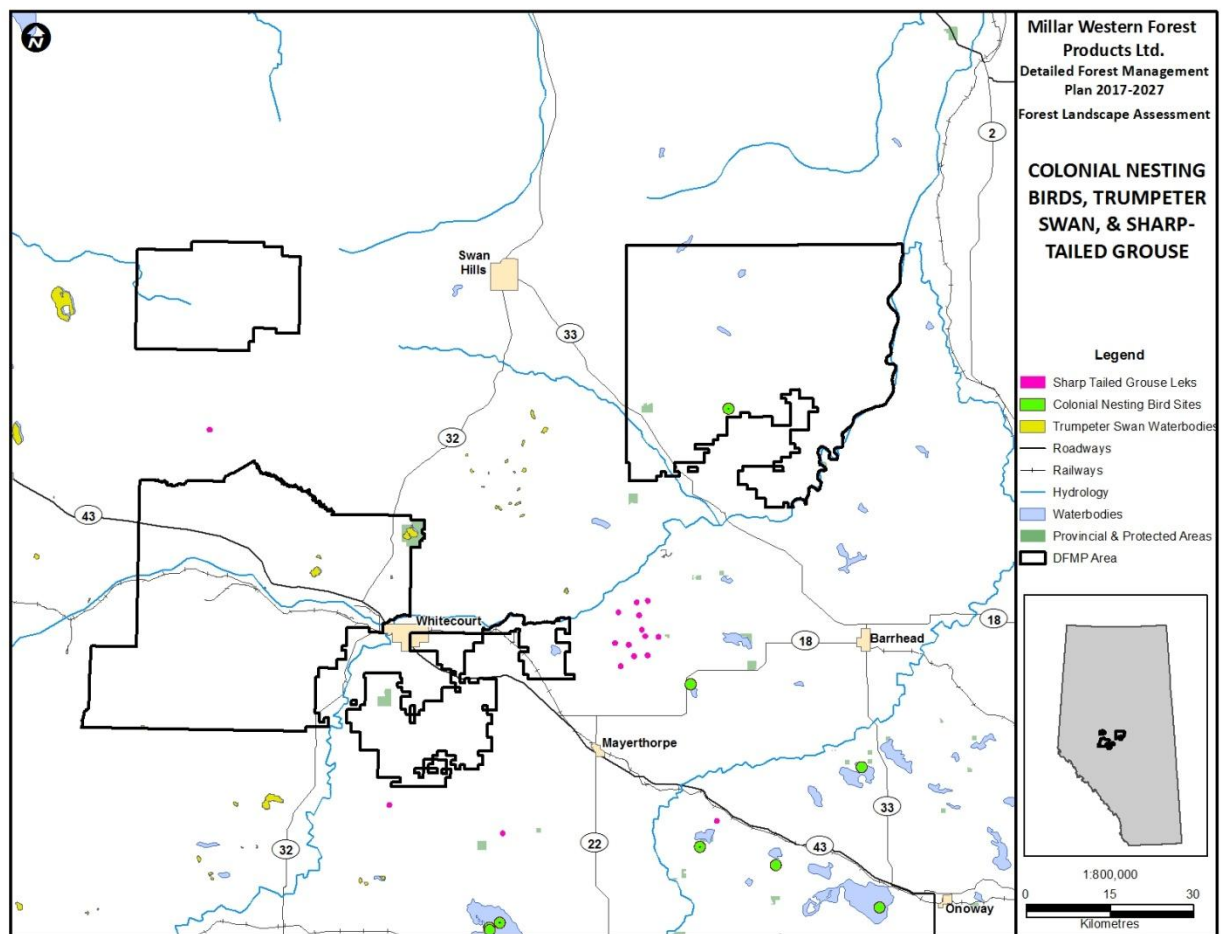 N
Swan
Hills
2
33
32
43
Whitecourt
18
18
Barrhead
Mayerthorpe
33
32
22
43
Onoway
Millar Western Forest
Products Ltd.
Detailed Forest Management
Plan 2017-2027
Forest Landscape Assessment
COLONIAL NESTING
BIRDS, TRUMPETER
SWAN, & SHARP-
TAILED GROUSE
Legend
Sharp Tailed Grouse Leks
Colonial Nesting Bird Sites
Trumpeter Swan Waterbodies
Roadways
Railways
Hydrology
Waterbodies
Provincial & Protected Areas
DFMP Area
1:800,000
0 15 30
Kilometres